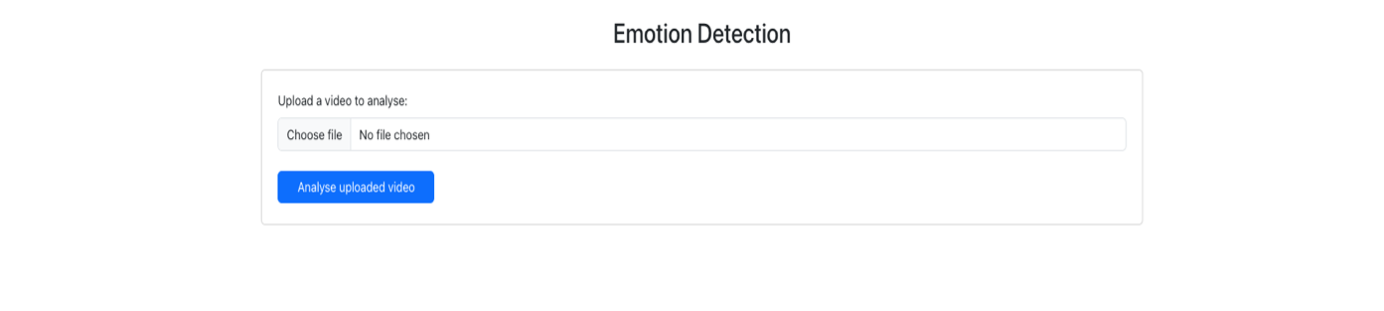 Emotion Detection
Upload a video to analyse:
Choose file No file chosen
Analyse uploaded video